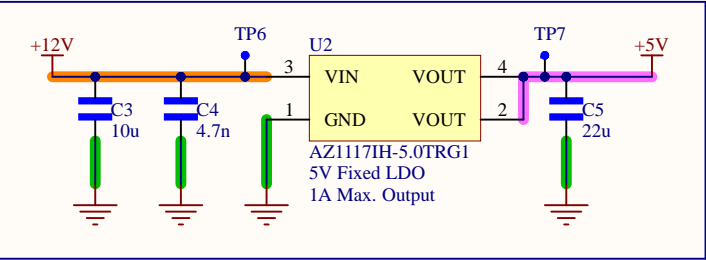 TP6
TP7
+12V
U2
+5V
3
VIN
VOUT
4
1
GND
VOUT
2
C3
10u
C4
4.7n
C5
22u
AZ1117IH-5.0TRG1
5V Fixed LDO
1A Max. Output